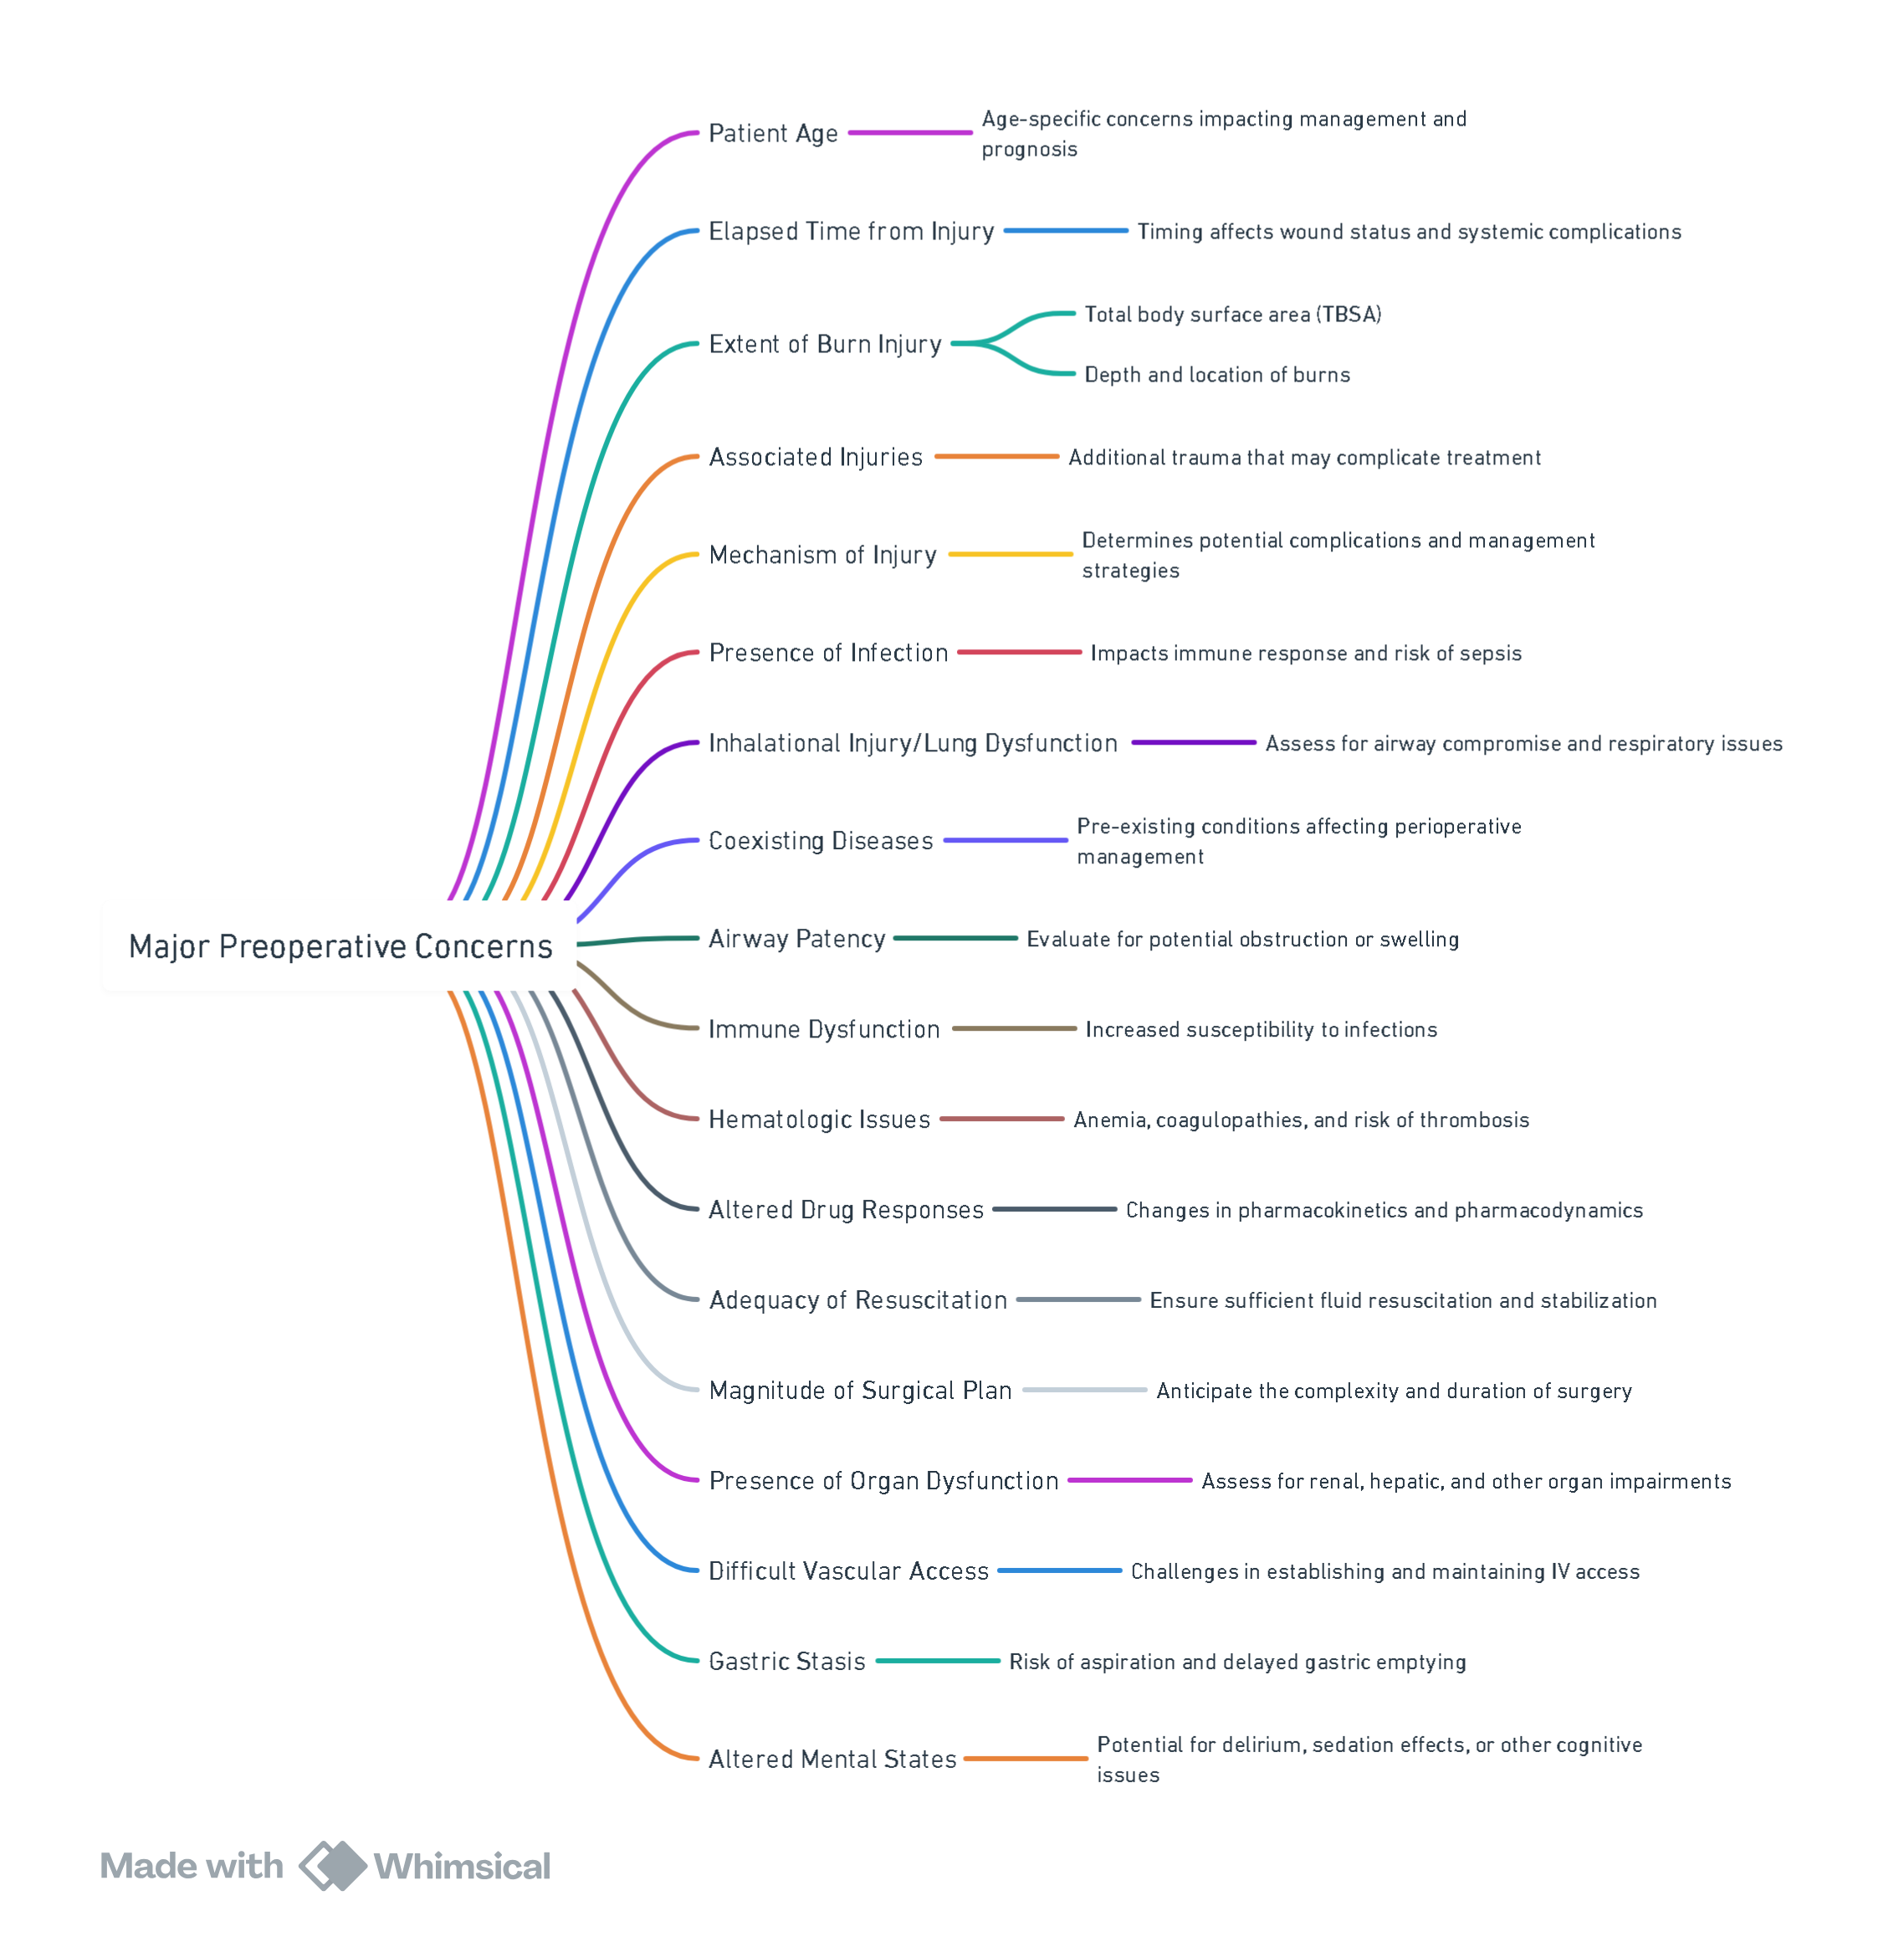 Patient Age
Age-specific concerns impacting management and
prognosis
Elapsed Time from Injury
Timing affects wound status and systemic complications
Extent of Burn Injury
Total body surface area (TBSA)
Depth and location of burns
Associated Injuries
Additional trauma that may complicate treatment
Mechanism of Injury
Determines potential complications and management
strategies
Presence of Infection
Impacts immune response and risk of sepsis
Inhalational Injury/Lung Dysfunction
Assess for airway compromise and respiratory issues
Coexisting Diseases
Pre-existing conditions affecting perioperative
management
Major Preoperative Concerns
Airway Patency
Evaluate for potential obstruction or swelling
Immune Dysfunction
Increased susceptibility to infections
Hematologic Issues
Anemia, coagulopathies, and risk of thrombosis
Altered Drug Responses
Changes in pharmacokinetics and pharmacodynamics
Adequacy of Resuscitation
Ensure sufficient fluid resuscitation and stabilization
Magnitude of Surgical Plan
Anticipate the complexity and duration of surgery
Presence of Organ Dysfunction
Assess for renal, hepatic, and other organ impairments
Difficult Vascular Access
Challenges in establishing and maintaining IV access
Gastric Stasis
Risk of aspiration and delayed gastric emptying
Altered Mental States
Potential for delirium, sedation effects, or other cognitive
issues
Made with Whimsical